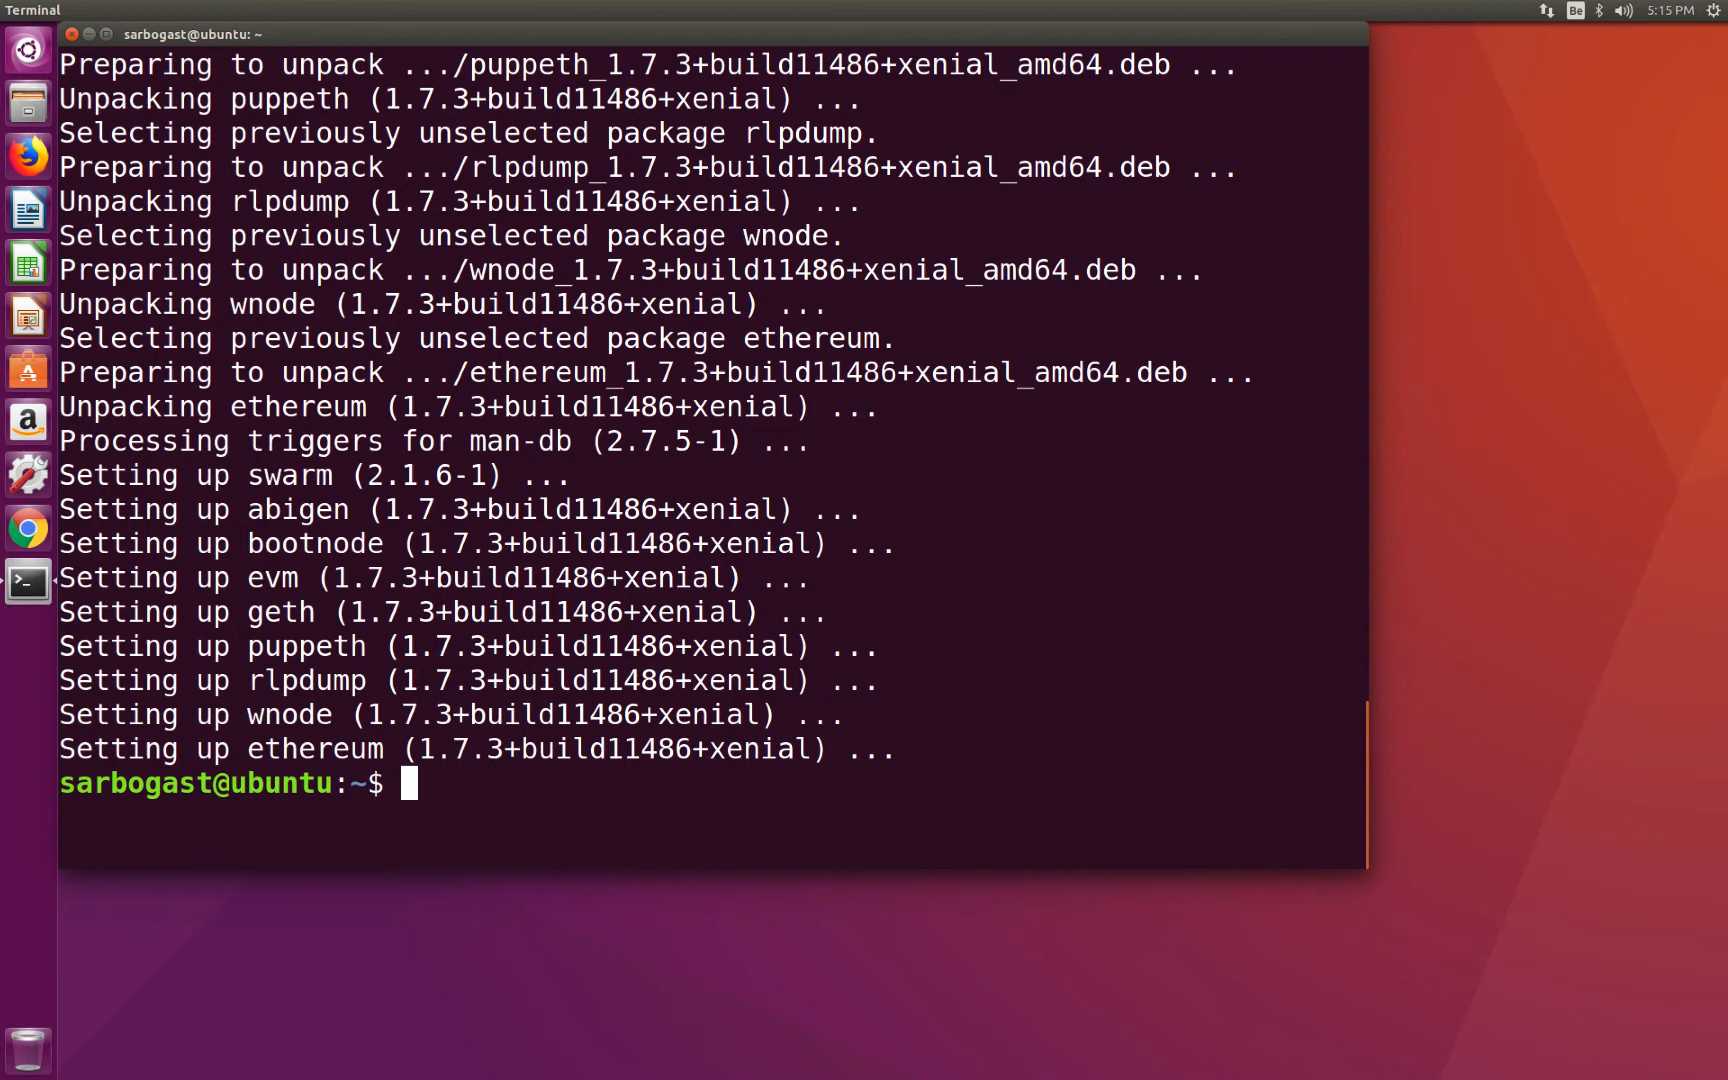 Terminal
Be
5:15 PM
sarbogast@ubuntu: ~
Preparing to unpack .../puppeth_1.7.3+build11486+xenial_amd64.deb ...
Unpacking puppeth (1.7.3+build11486+xenial) ...
Selecting previously unselected package rlpdump.
Preparing to unpack .../rlpdump_1.7.3+build11486+xenial_amd64.deb ...
Unpacking rlpdump (1.7.3+build11486+xenial) ...
Selecting previously unselected package wnode.
Preparing to unpack .../wnode_1.7.3+build11486+xenial_amd64.deb ...
Unpacking wnode (1.7.3+build11486+xenial) ...
Selecting previously unselected package ethereum.
Preparing to unpack .../ethereum_1.7.3+build11486+xenial_amd64.deb ...
Unpacking ethereum (1.7.3+build11486+xenial) ...
Processing triggers for man-db (2.7.5-1) ...
Setting up swarm (2.1.6-1) ...
Setting up abigen (1.7.3+build11486+xenial) ...
Setting up bootnode (1.7.3+build11486+xenial) ...
Setting up evm (1.7.3+build11486+xenial) ...
Setting up geth (1.7.3+build11486+xenial) ...
Setting up puppeth (1.7.3+build11486+xenial) ...
Setting up rlpdump (1.7.3+build11486+xenial) ...
Setting up wnode (1.7.3+build11486+xenial) ...
Setting up ethereum (1.7.3+build11486+xenial) ...
sarbogast@ubuntu:~$